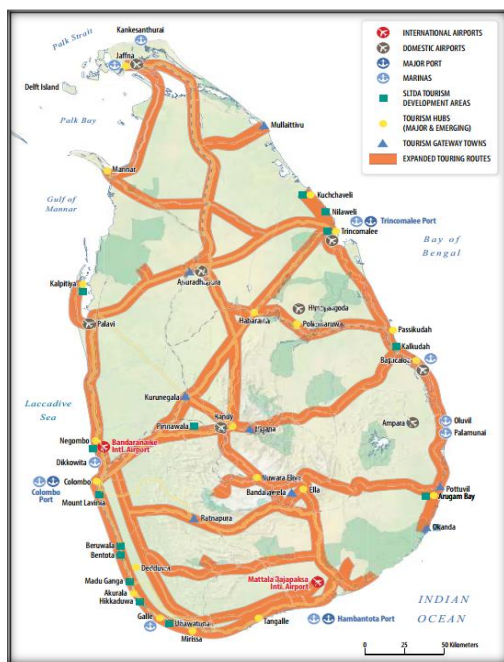 Palk Strait
Kankesanthurai
Jaffna
Delft Island
Palk Bay
Mullaittivu
Mannar
Gulf of
Mannar
INTERNATIONAL AIRPORTS
DOMESTIC AIRPORTS
MAJOR PORT
MARINAS
SLTDA TOURISM
DEVELOPMENT AREAS
TOURISM HUBS
(MAJOR & EMERGING)
TOURISM GATEWAY TOWNS
EXPANDED TOURING ROUTES
Kuchchaveli
Nilaveli
Trincomalee Port
Trincomalee
Bay of
Bengal
Kalpitiya
Anuradhapura
Palavi
Habarana
Polonnaruwa
Passikudah
Kalkudah
Batticaloa
Laccadive
Sea
Kurunegala
Pinnawala
Kandy
Ampara
Oluvil
Palamunai
Negombo
Bandaranaike
Intl. Airport
Dikkowita
Colombo
Colombo
Port
Mount Lavinia
Nuwara Eliya
Bandarawela
Ella
Pottuvil
Arugam Bay
Okanda
Ratnapura
Beruwala
Bentota
Madu Ganga
Akurala
Hikkaduwa
Mattala Rajapaksa
Intl. Airport
Galle
Unawatuna
Mirissa
Tangalle
Hambantota Port
INDIAN
OCEAN
0 25 50 Kilometers